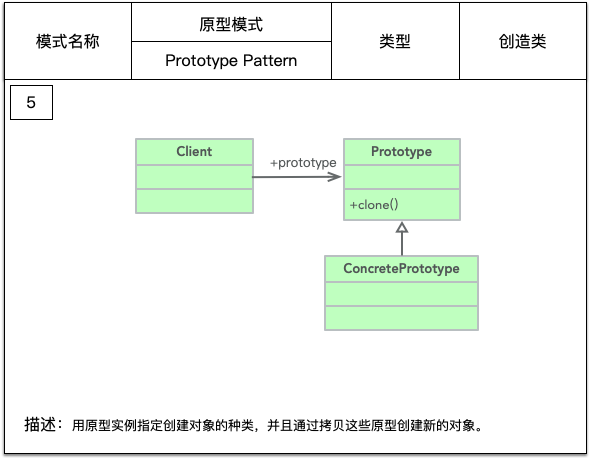 模式名称
原型模式
Prototype Pattern
类型
创造类
5
Client
+prototype
Prototype
+clone()
ConcretePrototype
描述：用原型实例指定创建对象的种类，并且通过拷贝这些原型创建新的对象。